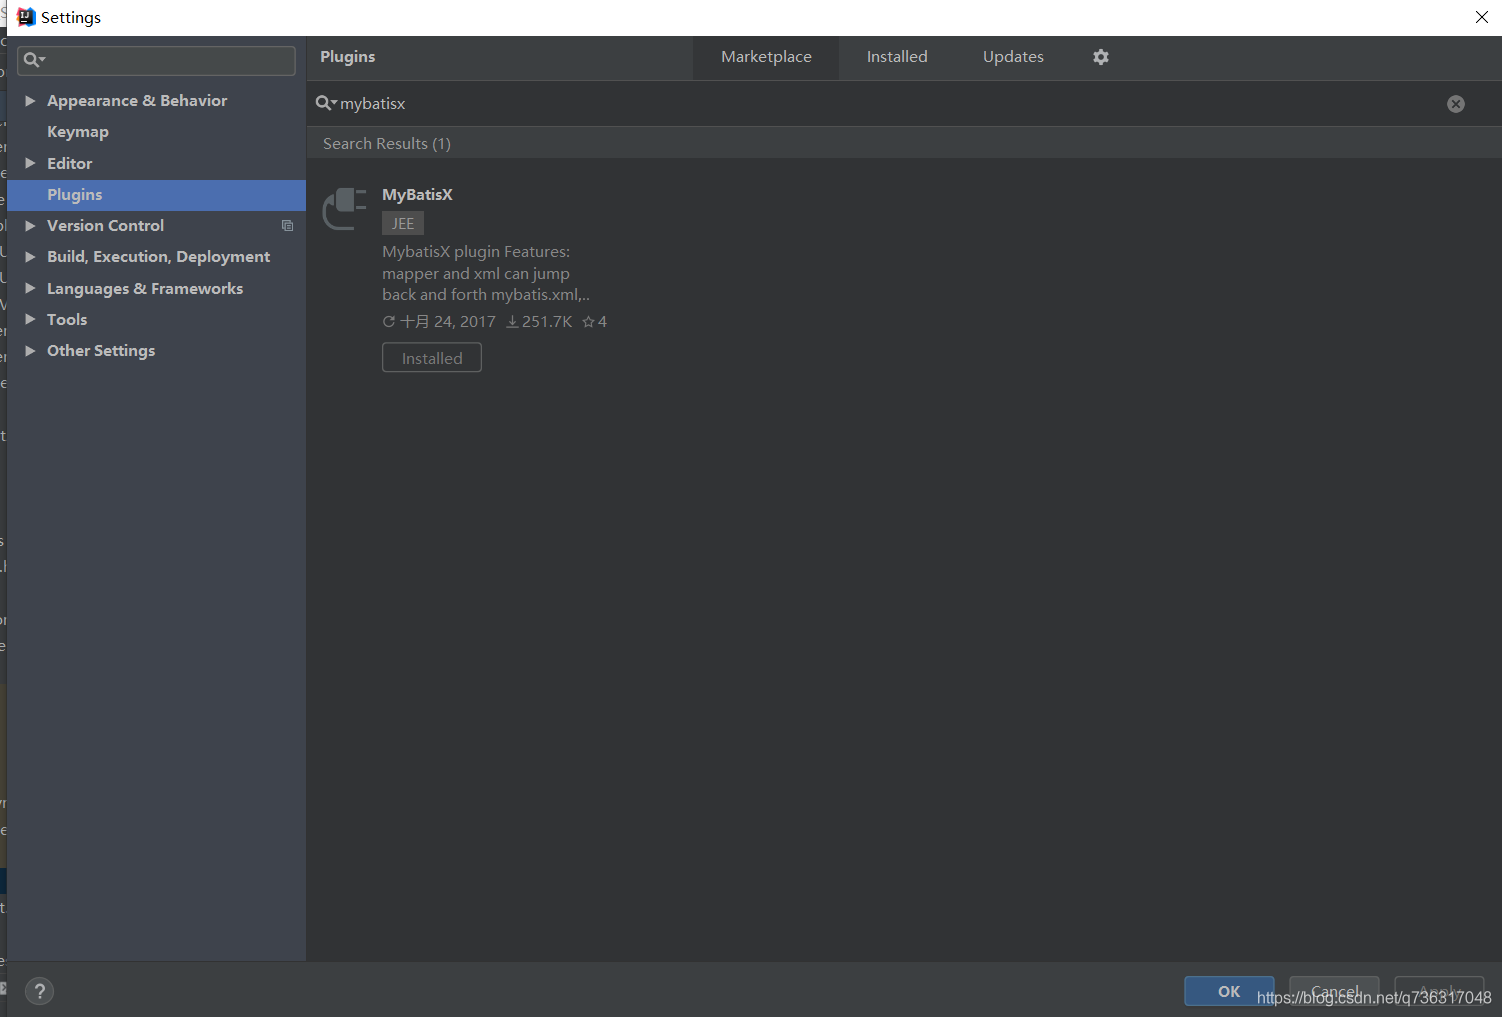 Settings
Plugins
Marketplace
Installed
Updates
mybatisx
Search Results (1)
Appearance & Behavior
Keymap
Editor
Plugins
Version Control
Build, Execution, Deployment
Languages & Frameworks
Tools
Other Settings
MyBatisX
JEE
MybatisX plugin Features:
mapper and xml can jump
back and forth mybatis.xml,..
十月 24, 2017 251.7K 4
Installed
?
OK
Cancel
Apply
https://blog.csdn.net/q736317048